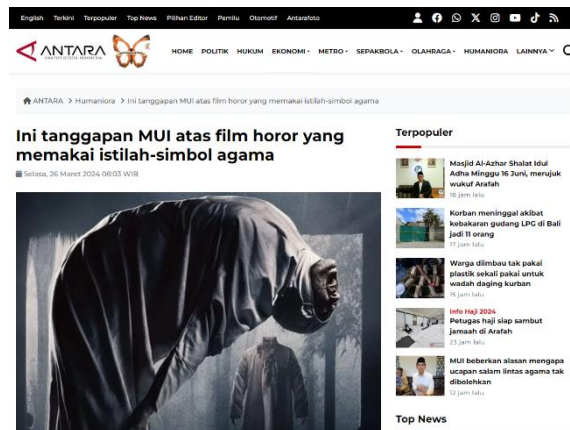 English Terkini Terpopuler Top News Pilihan Editor Pemilu Otomotif Antarafoto
ANTARA
KANTOR BERITA INDONESIA
HOME POLITIK HUKUM EKONOMI METRO SEPAKBOLA OLAHRAGA HUMANIORA LAINNYA
ANTARA > Humaniora > Ini tanggapan MUI atas film horor yang memakai istilah-simbol agama
Ini tanggapan MUI atas film horor yang
memakai istilah-simbol agama
Selasa, 26 Maret 2024 08:03 WIB
Terpopuler
Masjid Al-Azhar Shalat Idul
Adha Minggu 16 Juni, merujuk
wukuf Arafah
18 jam lalu
Korban meninggal akibat
kebakaran gudang LPG di Bali
jadi 11 orang
17 jam lalu
Warga diimbau tak pakai
plastik sekali pakai untuk
wadah daging kurban
15 jam lalu
Info Haji 2024
Petugas haji siap sambut
jamaah di Arafah
23 jam lalu
MUI beberkan alasan mengapa
ucapan salam lintas agama tak
dibolehkan
12 jam lalu
Top News